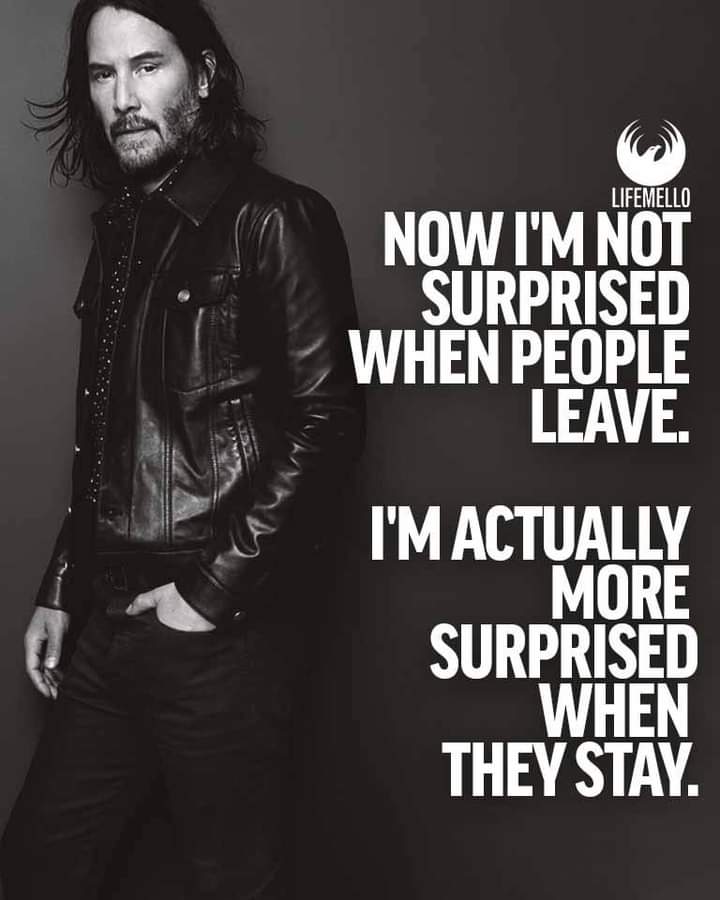 LIFEMELLO
NOW I'M NOT
SURPRISED
WHEN PEOPLE
LEAVE.
I'M ACTUALLY
MORE
SURPRISED
WHEN
THEY STAY.